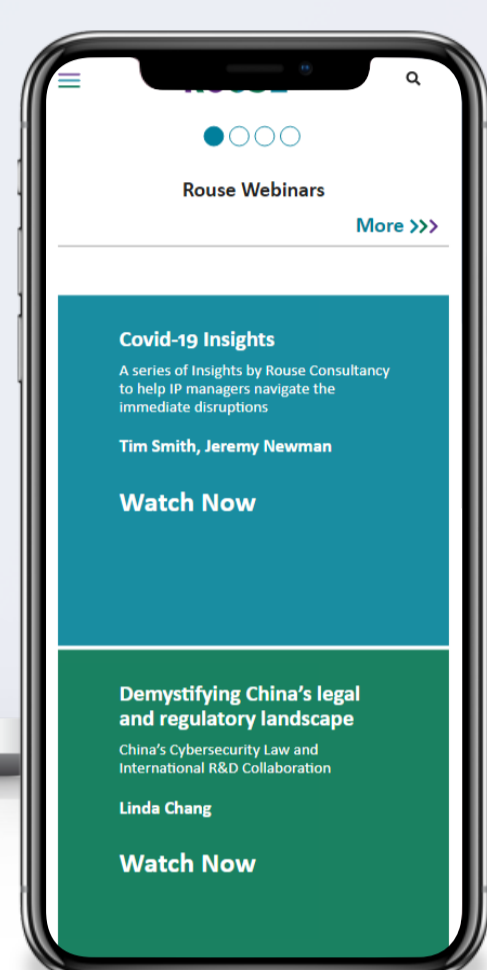 Rouse Webinars
More >>>
Covid-19 Insights
A series of Insights by Rouse Consultancy
to help IP managers navigate the
immediate disruptions
Tim Smith, Jeremy Newman
Watch Now
Demystifying China's legal
and regulatory landscape
China's Cybersecurity Law and
International R&D Collaboration
Linda Chang
Watch Now